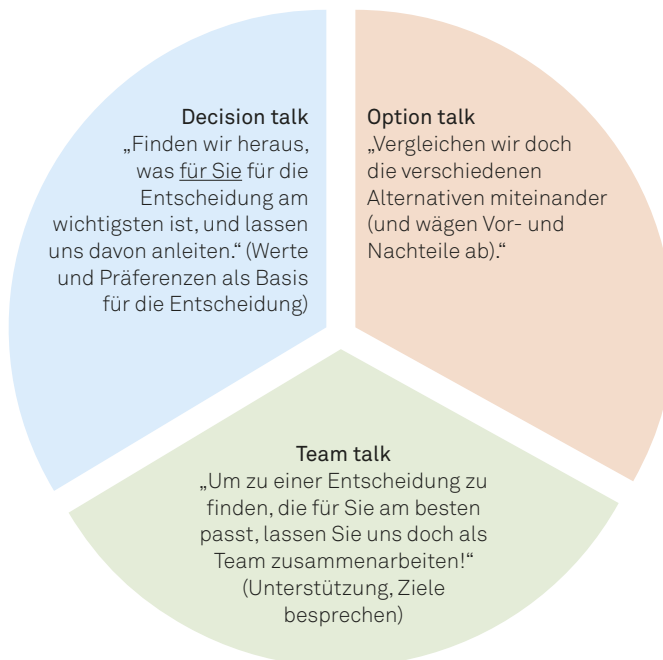 Decision talk
„Finden wir heraus,
was für Sie für die
Entscheidung am
wichtigsten ist, und lassen
uns davon anleiten.“ (Werte
und Präferenzen als Basis
für die Entscheidung)
Option talk
„Vergleichen wir doch
die verschiedenen
Alternativen miteinander
(und wägen Vor- und
Nachteile ab).“
Team talk
„Um zu einer Entscheidung zu
finden, die für Sie am besten
passt, lassen Sie uns doch als
Team zusammenarbeiten!“
(Unterstützung, Ziele
besprechen)